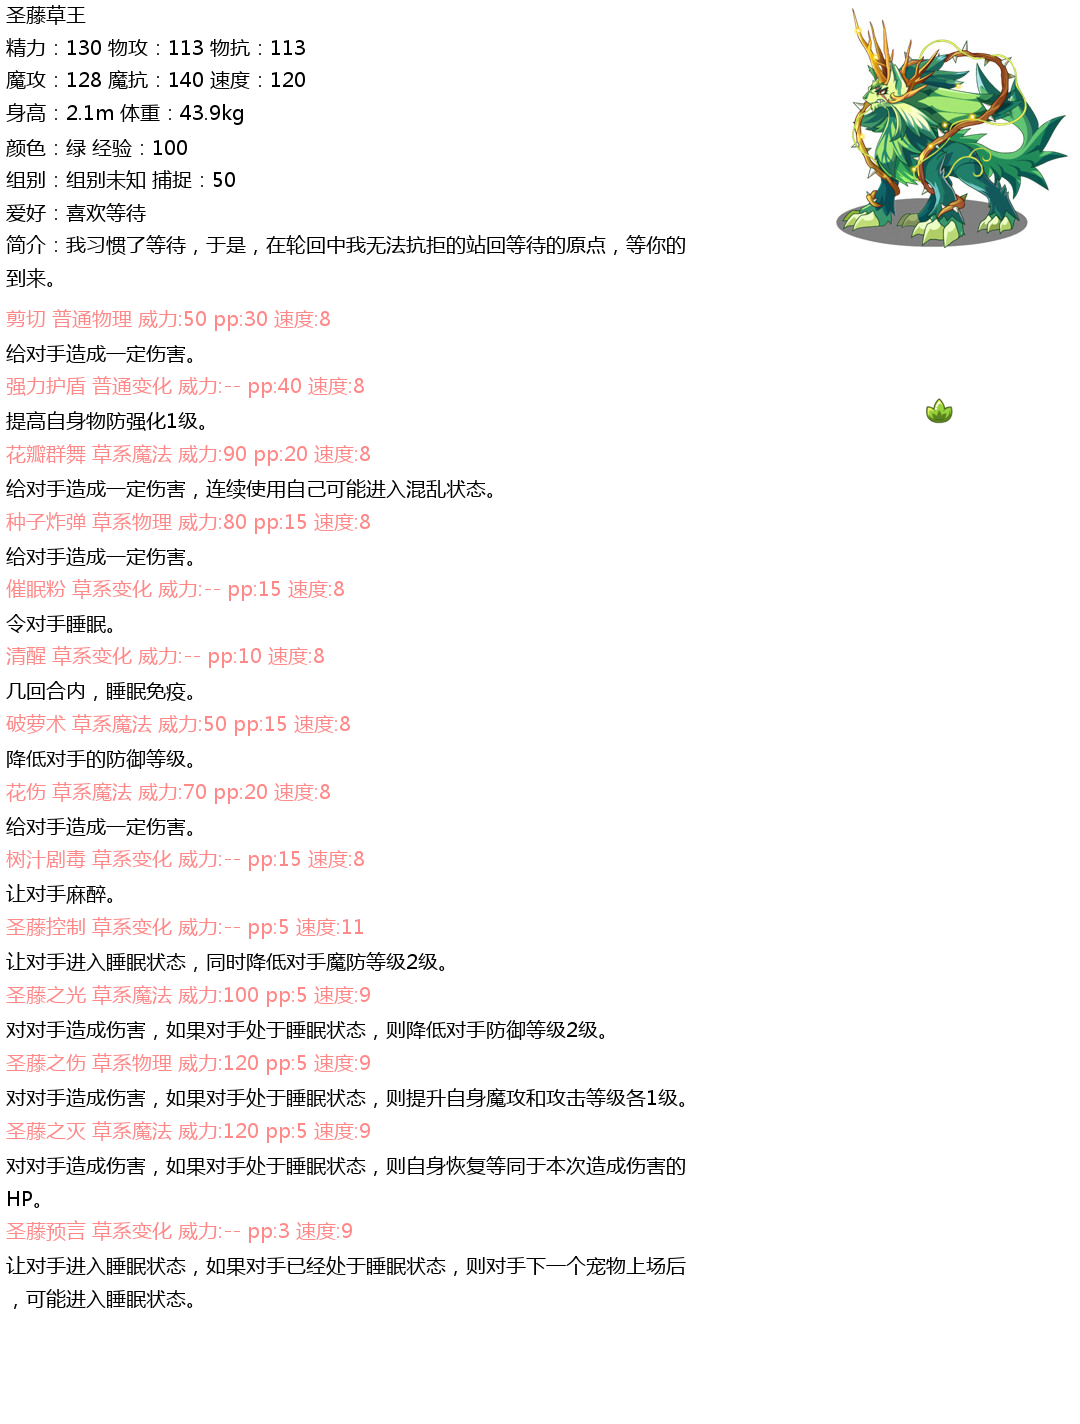 圣藤草王
精力：130 物攻：113 物抗：113
魔攻：128 魔抗：140 速度：120
身高：2.1m 体重：43.9kg
颜色：绿 经验：100
组别：组别未知 捕捉：50
爱好：喜欢等待
简介：我习惯了等待，于是，在轮回中我无法抗拒的站回等待的原点，等你的
到来。
剪切 普通物理 威力:50 pp:30 速度:8
给对手造成一定伤害。
强力护盾 普通变化 威力:-- pp:40 速度:8
提高自身物防强化1级。
花瓣群舞 草系魔法 威力:90 pp:20 速度:8
给对手造成一定伤害，连续使用自己可能进入混乱状态。
种子炸弹 草系物理 威力:80 pp:15 速度:8
给对手造成一定伤害。
催眠粉 草系变化 威力:-- pp:15 速度:8
令对手睡眠。
清醒 草系变化 威力:-- pp:10 速度:8
几回合内，睡眠免疫。
破萝术 草系魔法 威力:50 pp:15 速度:8
降低对手的防御等级。
花伤 草系魔法 威力:70 pp:20 速度:8
给对手造成一定伤害。
树汁剧毒 草系变化 威力:-- pp:15 速度:8
让对手麻醉。
圣藤控制 草系变化 威力:-- pp:5 速度:11
让对手进入睡眠状态，同时降低对手魔防等级2级。
圣藤之光 草系魔法 威力:100 pp:5 速度:9
对对手造成伤害，如果对手处于睡眠状态，则降低对手防御等级2级。
圣藤之伤 草系物理 威力:120 pp:5 速度:9
对对手造成伤害，如果对手处于睡眠状态，则提升自身魔攻和攻击等级各1级。
圣藤之灭 草系魔法 威力:120 pp:5 速度:9
对对手造成伤害，如果对手处于睡眠状态，则自身恢复等同于本次造成伤害的
HP。
圣藤预言 草系变化 威力:-- pp:3 速度:9
让对手进入睡眠状态，如果对手已经处于睡眠状态，则对手下一个宠物上场后
，可能进入睡眠状态。